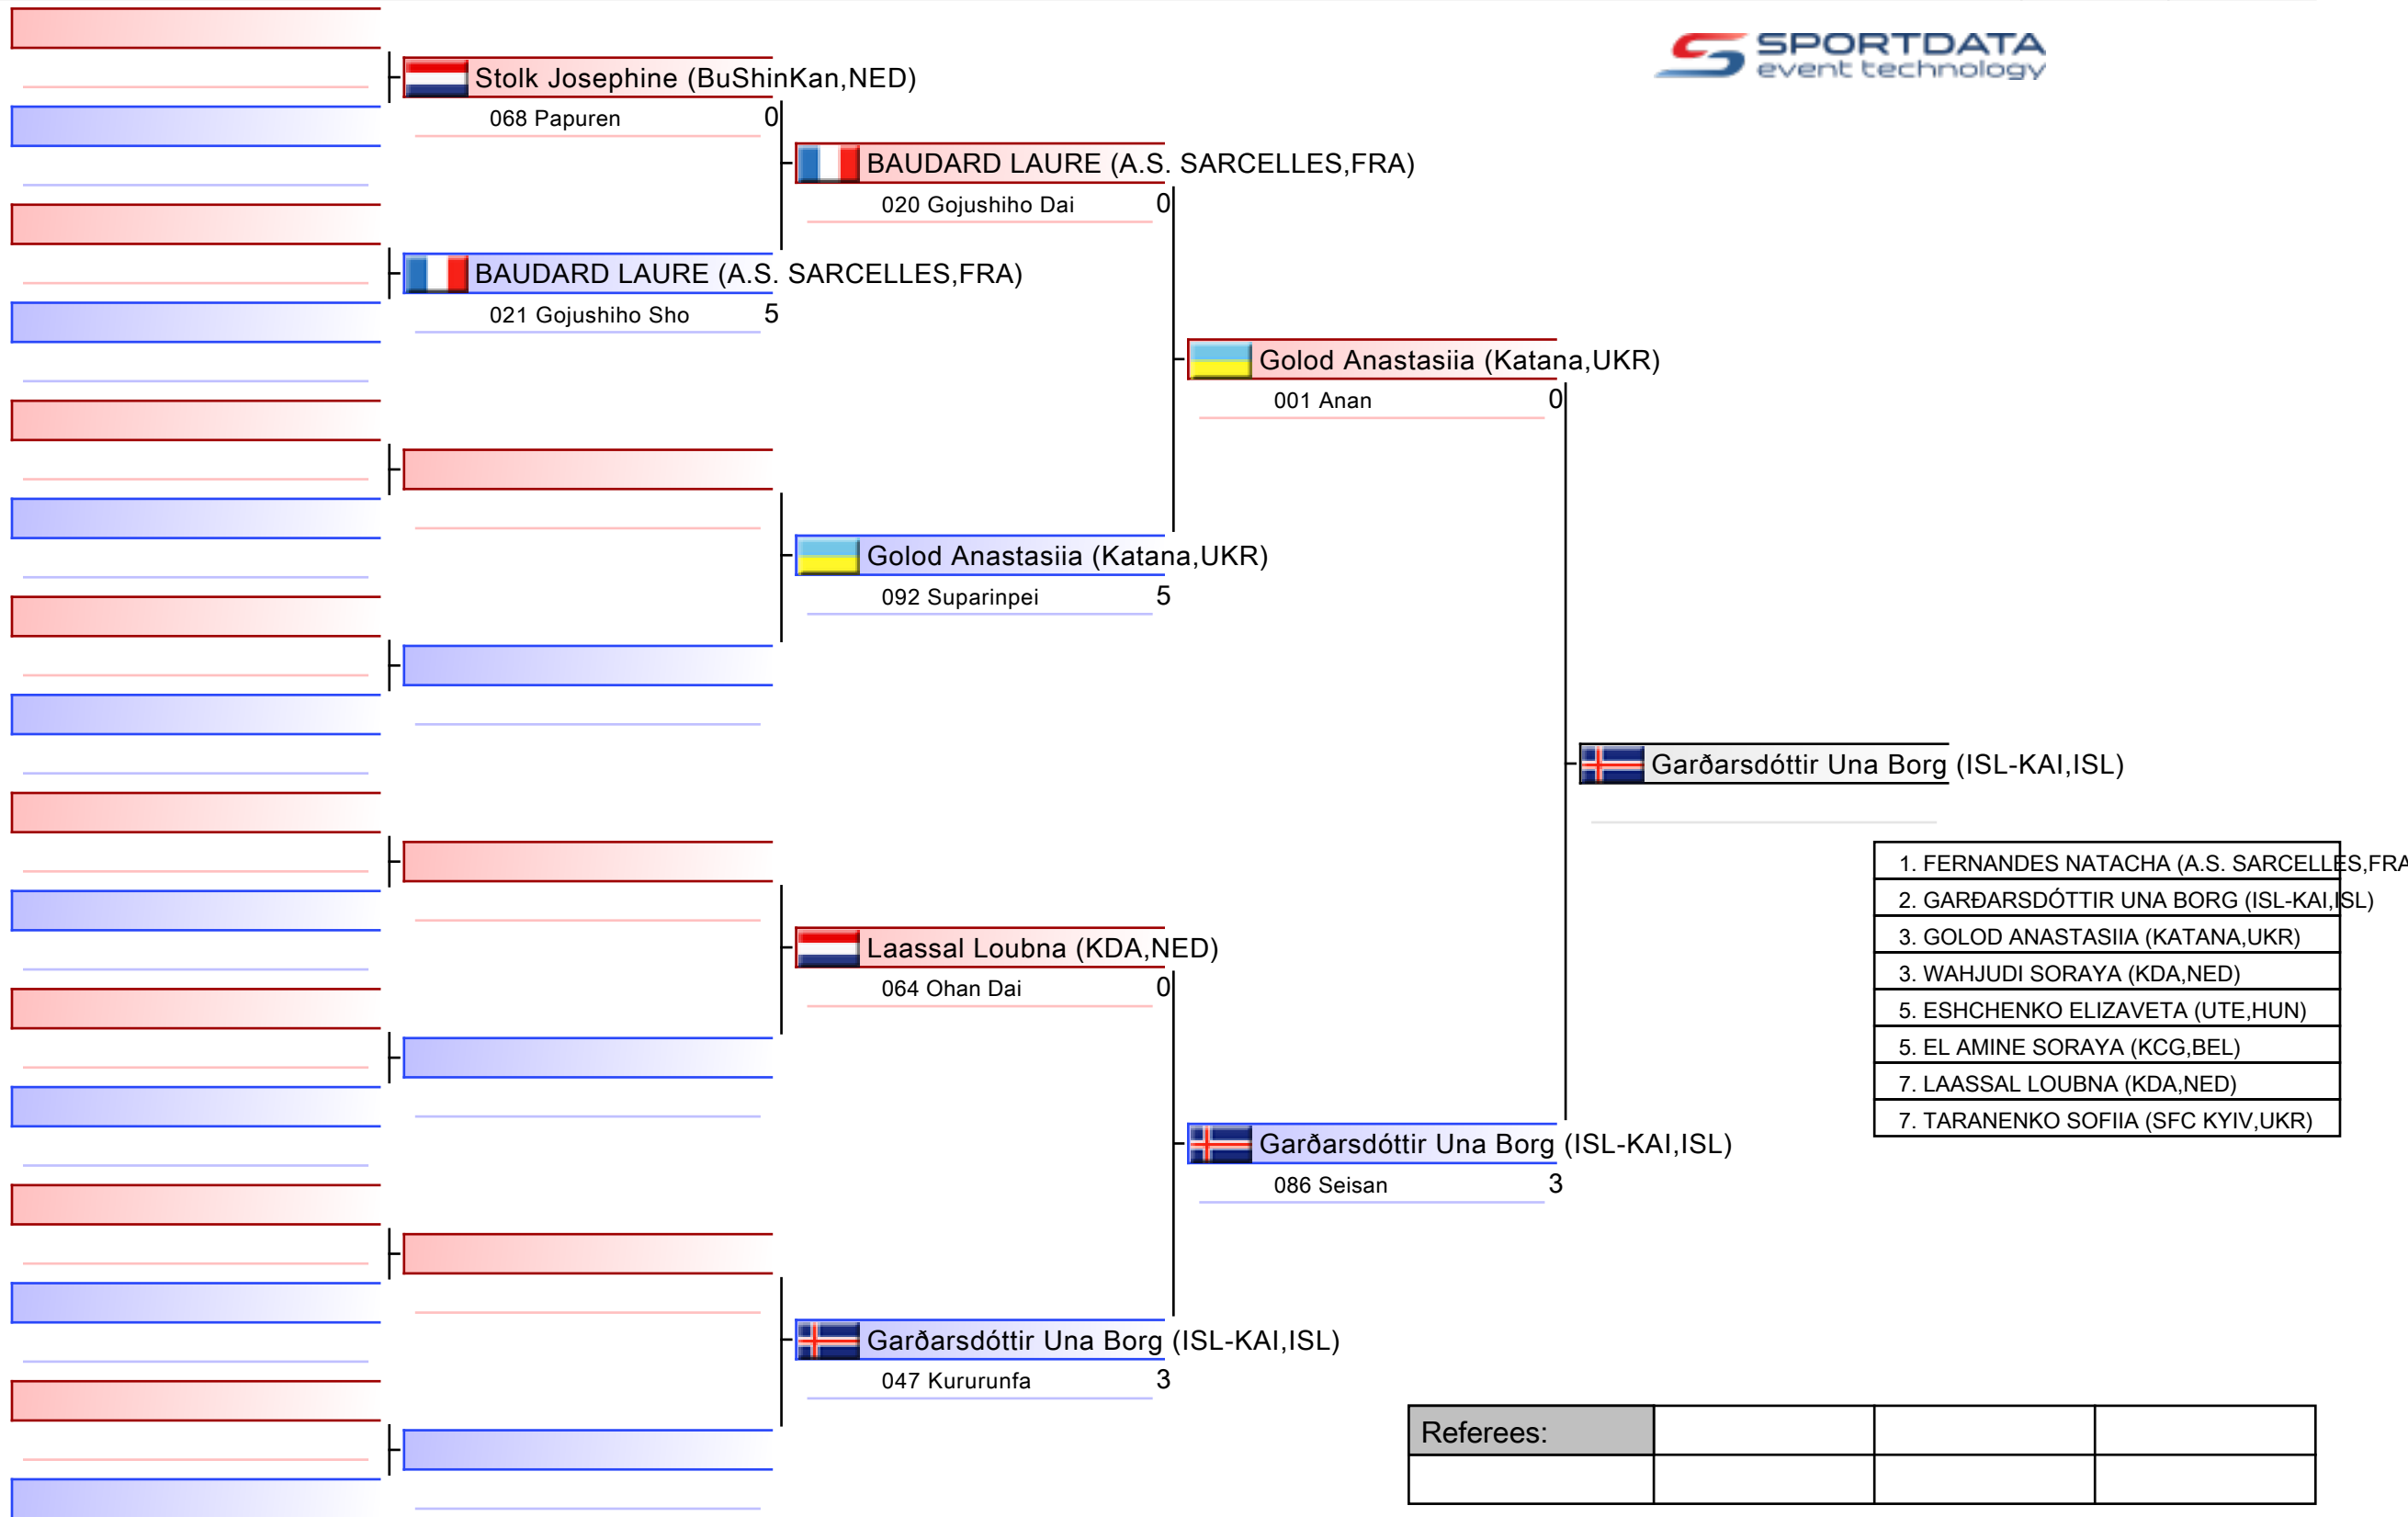 SPORTDATA
event technology
Stolk Josephine (BuShinKan,NED)
068 Papuren 0
BAUDARD LAURE (A.S. SARCELLES,FRA)
020 Gojushiho Dai 0
BAUDARD LAURE (A.S. SARCELLES,FRA)
021 Gojushiho Sho 5
Golod Anastasiia (Katana,UKR)
001 Anan 0
Golod Anastasiia (Katana,UKR)
092 Suparinpei 5
Garðarsdóttir Una Borg (ISL-KAI,ISL)
1. FERNANDES NATACHA (A.S. SARCELLES,FRA
2. GARÐARSDÓTTIR UNA BORG (ISL-KAI,ISL)
3. GOLOD ANASTASIIA (KATANA,UKR)
3. WAHJUDI SORAYA (KDA,NED)
5. ESHCHENKO ELIZAVETA (UTE,HUN)
5. EL AMINE SORAYA (KCG,BEL)
7. LAASSAL LOUBNA (KDA,NED)
7. TARANENKO SOFIIA (SFC KYIV,UKR)
Laassal Loubna (KDA,NED)
064 Ohan Dai 0
Garðarsdóttir Una Borg (ISL-KAI,ISL)
086 Seisan 3
Garðarsdóttir Una Borg (ISL-KAI,ISL)
047 Kururunfa 3
Referees: